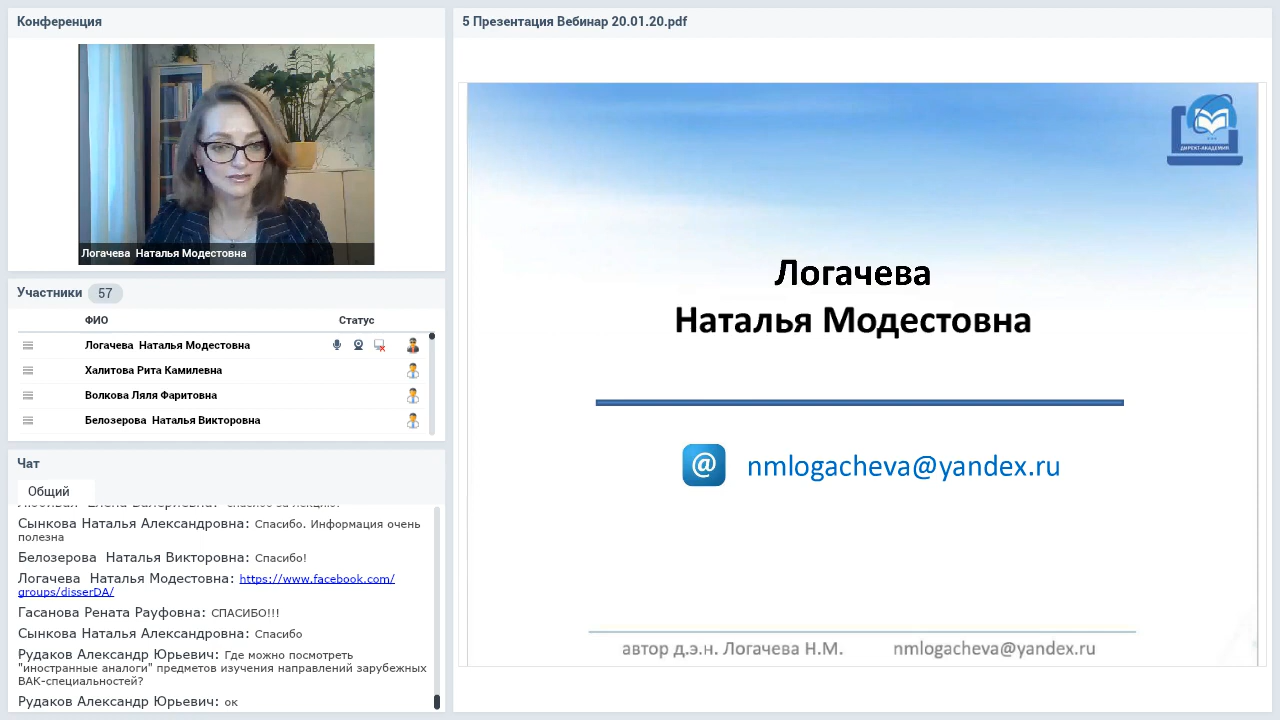 Конференция
Логачева  Наталья Модестовна
Участники 57
ФИО Статус
Логачева  Наталья Модестовна
Халитова Рита Камилевна
Волкова Ляля Фаритовна
Белозерова  Наталья Викторовна
Чат
Общий
Сынкова Наталья Александровна: Спасибо. Информация очень
полезна
Белозерова  Наталья Викторовна: Спасибо!
Логачева  Наталья Модестовна: https://www.facebook.com/
groups/disserDA/
Гасанова Рената Рауфовна: СПАСИБО!!!
Сынкова Наталья Александровна: Спасибо
Рудаков Александр Юрьевич: Где можно посмотреть
"иностранные аналоги" предметов изучения направлений зарубежных
ВАК-специальностей?
Рудаков Александр Юрьевич: ок
5 Презентация Вебинар 20.01.20.pdf
ДИРЕКТ-АКАДЕМИЯ
Логачева
Наталья Модестовна
@ nmlogacheva@yandex.ru
автор д.э.н. Логачева Н.М. nmlogacheva@yandex.ru